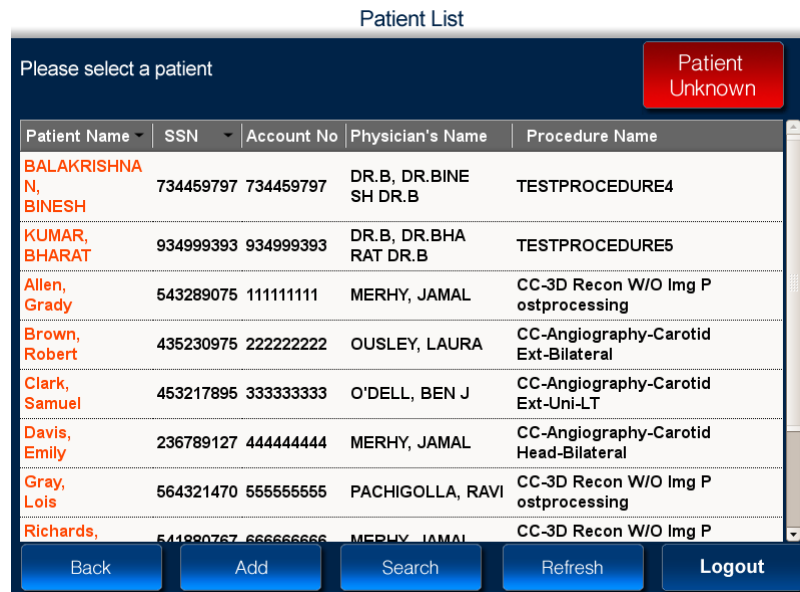 Patient List
Please select a patient
Patient
Unknown
Patient Name SSN Account No Physician's Name Procedure Name
BALAKRISHNA
N,
BINESH
734459797 734459797
DR.B, DR.BINE
SH DR.B
TESTPROCEDURE4
KUMAR,
BHARAT
934999393 934999393
DR.B, DR.BHA
RAT DR.B
TESTPROCEDURE5
Allen,
Grady
543289075 111111111
MERHY, JAMAL
CC-3D Recon W/O Img P
ostprocessing
Brown,
Robert
435230975 222222222
OUSLEY, LAURA
CC-Angiography-Carotid
Ext-Bilateral
Clark,
Samuel
453217895 333333333
O'DELL, BEN J
CC-Angiography-Carotid
Ext-Uni-LT
Davis,
Emily
236789127 444444444
MERHY, JAMAL
CC-Angiography-Carotid
Head-Bilateral
Gray,
Lois
564321470 555555555
PACHIGOLLA, RAVI
CC-3D Recon W/O Img P
ostprocessing
Richards,
541880767 666666666
MERHY, JAMAL
CC-3D Recon W/O Img P
Back Add Search Refresh Logout